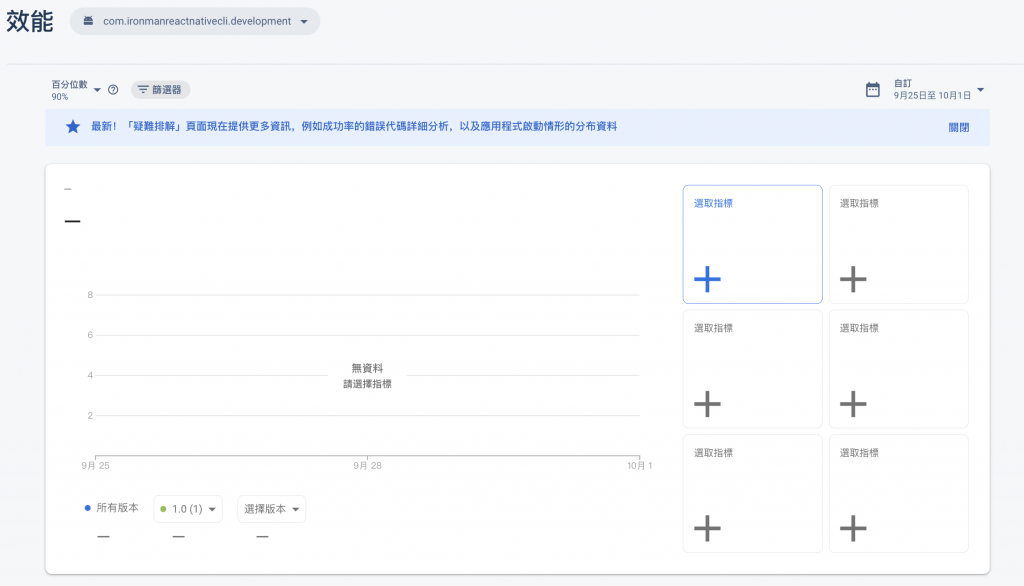 效能
com.ironmanreactnativecli.development
百分位數
90%
篩選器
自訂
9月25日至 10月1日
最新! 「疑難排解」頁面現在提供更多資訊，例如成功率的錯誤代碼詳細分析，以及應用程式啟動情形的分布資料
關閉
選取指標
選取指標
8
6
4
2
無資料
請選擇指標
選取指標
選取指標
9月 25
9月 28
10月 1
選取指標
選取指標
所有版本
1.0 (1)
選擇版本